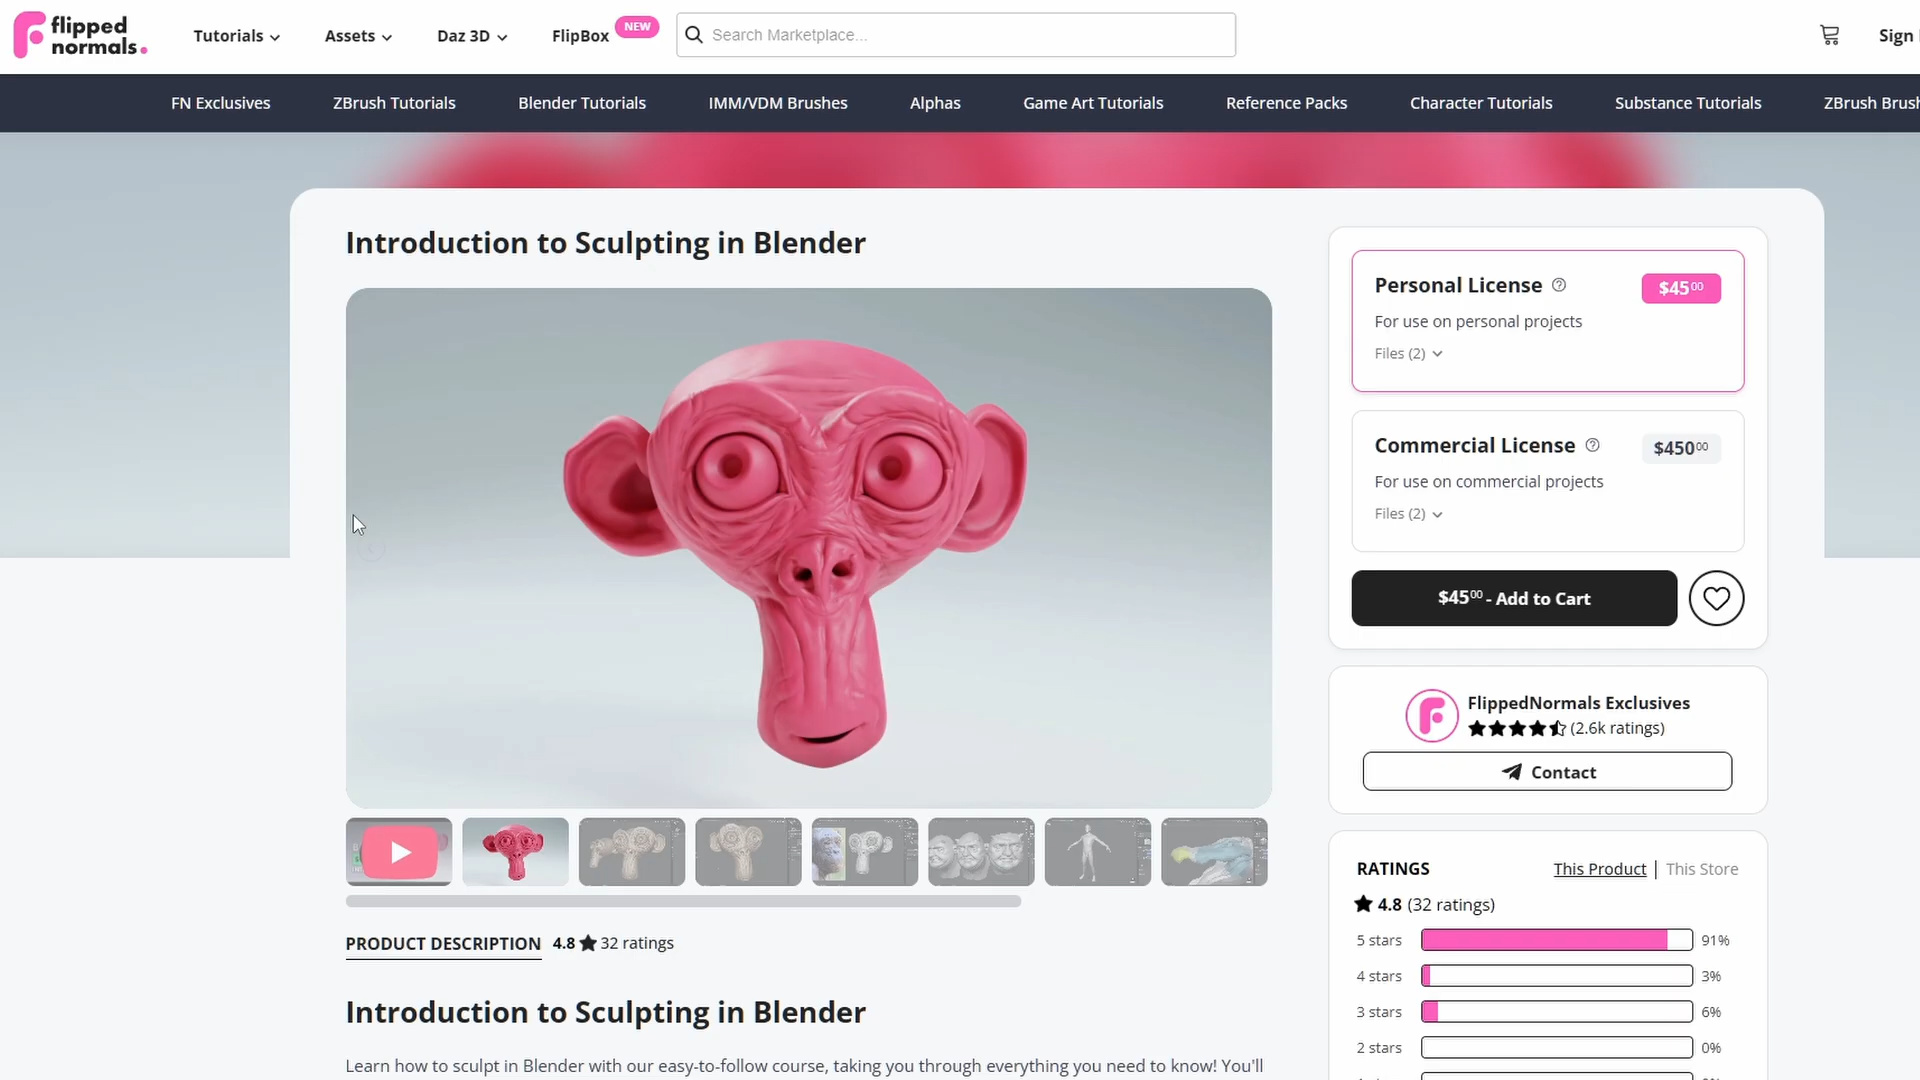 flipped
normals.
Tutorials
Assets
Daz 3D
FlipBox
NEW
Search Marketplace...
Sign
FN Exclusives
ZBrush Tutorials
Blender Tutorials
IMM/VDM Brushes
Alphas
Game Art Tutorials
Reference Packs
Character Tutorials
Substance Tutorials
ZBrush Brush
Introduction to Sculpting in Blender
Personal License
$45 00
For use on personal projects
Files (2)
Commercial License
$450 00
For use on commercial projects
Files (2)
$45 00 - Add to Cart
FlippedNormals Exclusives
(2.6k ratings)
Contact
RATINGS
This Product | This Store
4.8 (32 ratings)
5 stars 91%
4 stars 3%
3 stars 6%
2 stars 0%
PRODUCT DESCRIPTION 4.8 ★ 32 ratings
Introduction to Sculpting in Blender
Learn how to sculpt in Blender with our easy-to-follow course, taking you through everything you need to know! You'll